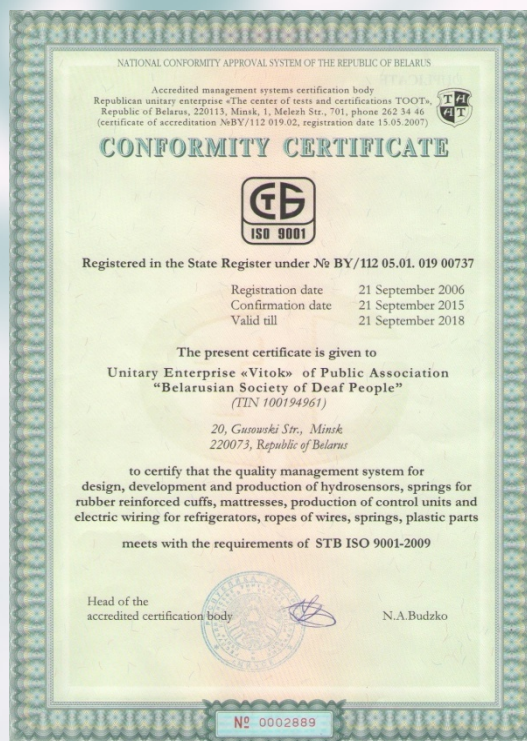 NATIONAL CONFORMITY APPROVAL SYSTEM OF THE REPUBLIC OF BELARUS
Accredited management systems certification body
Republican unitary enterprise «The center of tests and certifications TOOT»,
Republic of Belarus, 220113, Minsk, 1, Melezh Str., 701, phone 262 34 46
(certificate of accreditation №BY/112 019.02, registration date 15.05.2007)
CONFORMITY CERTIFICATE
СТБ
ISO 9001
Registered in the State Register under № BY/112 05.01. 019 00737
Registration date 21 September 2006
Confirmation date 21 September 2015
Valid till 21 September 2018
The present certificate is given to
Unitary Enterprise «Vitok» of Public Association
“Belarusian Society of Deaf People”
(TIN 100194961)
20, Gusowski Str., Minsk
220073, Republic of Belarus
to certify that the quality management system for
design, development and production of hydrosensors, springs for
rubber reinforced cuffs, mattresses, production of control units and
electric wiring for refrigerators, ropes of wires, springs, plastic parts
meets with the requirements of STB ISO 9001-2009
Head of the
accredited certification body N.A.Budzko
№ 0002889